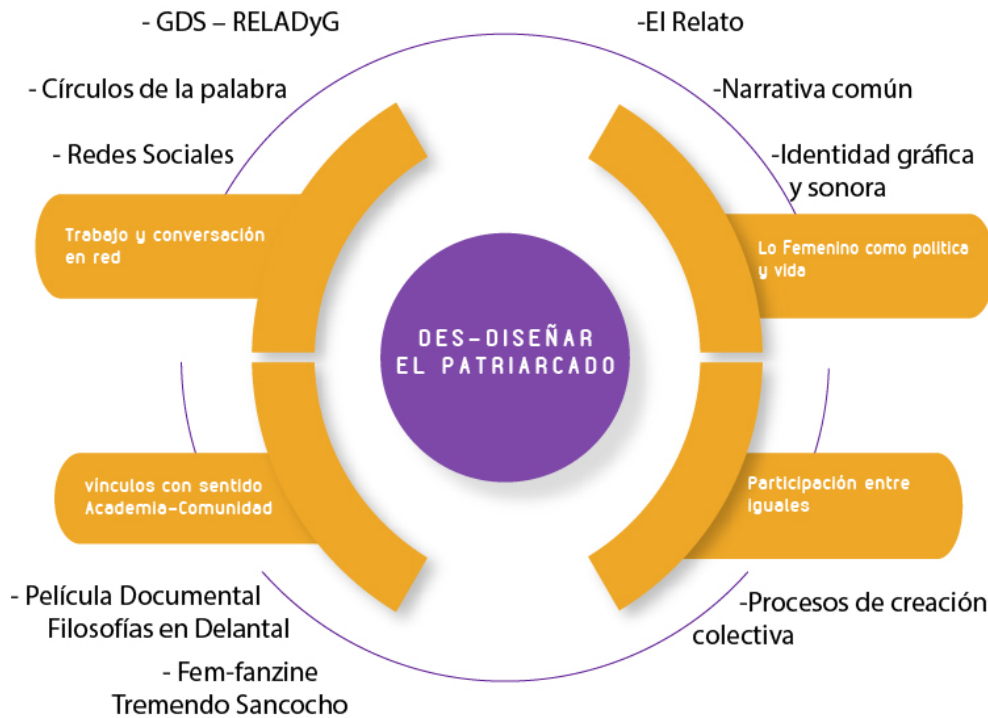 - GDS – RELADyG
- Círculos de la palabra
- Redes Sociales
Trabajo y conversación
en red
-El Relato
-Narrativa común
-Identidad gráfica
y sonora
Lo Femenino como política
y vida
DES-DISEÑAR
EL PATRIARCADO
vínculos con sentido
Academia-Comunidad
- Película Documental
Filosofías en Delantal
- Fem-fanzine
Tremendo Sancocho
Participación entre
iguales
-Procesos de creación
colectiva